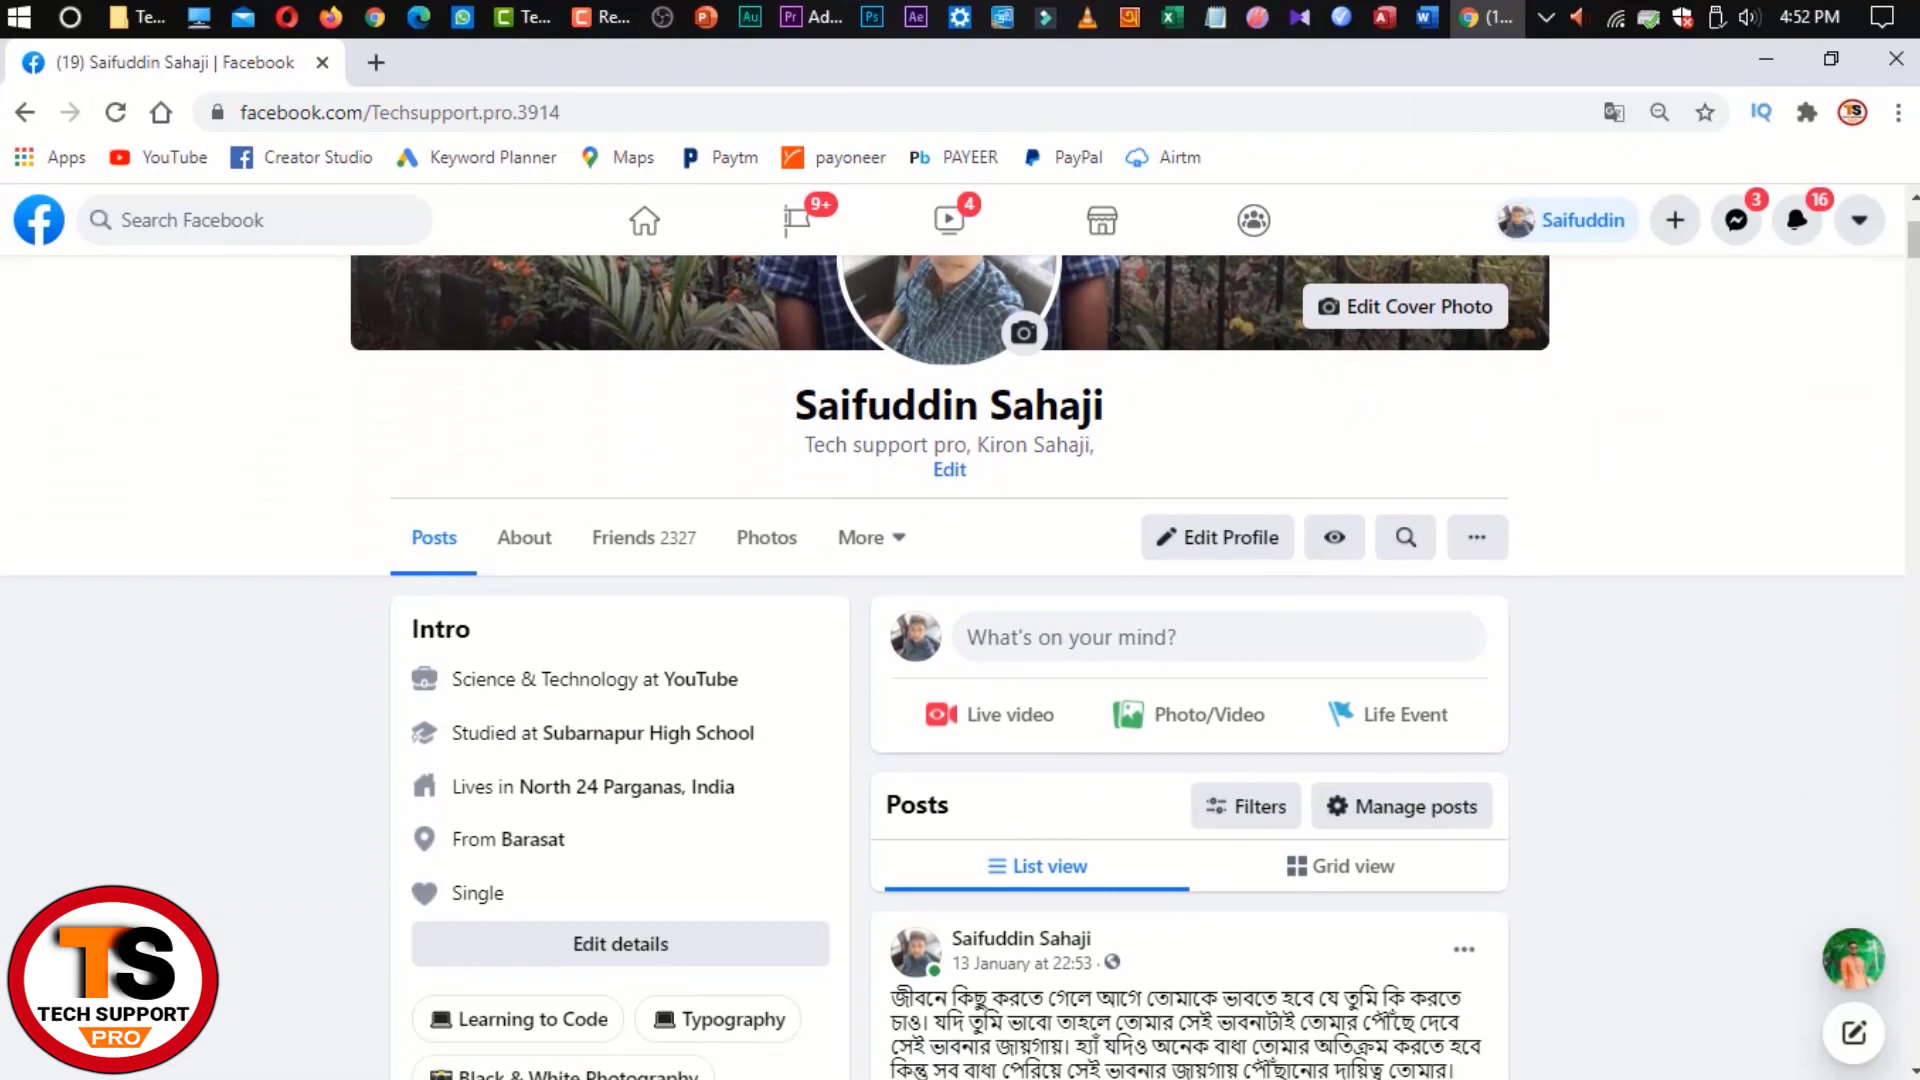 Te...
Te...
Re...
Ad...
(1...
4:52 PM
(19) Saifuddin Sahaji | Facebook
facebook.com/Techsupport.pro.3914
IQ
Apps
YouTube
Creator Studio
Keyword Planner
Maps
Paytm
payoneer
Pb PAYEER
PayPal
Airtm
Search Facebook
9+
4
Saifuddin
3
16
Edit Cover Photo
Saifuddin Sahaji
Tech support pro, Kiron Sahaji,
Edit
Posts
About
Friends 2327
Photos
More
Edit Profile
Intro
Science & Technology at YouTube
Studied at Subarnapur High School
Lives in North 24 Parganas, India
From Barasat
Single
Edit details
Learning to Code
Typography
Black & White Photography
What's on your mind?
Live video
Photo/Video
Life Event
Posts
Filters
Manage posts
List view
Grid view
Saifuddin Sahaji
13 January at 22:53 ·
জীবনে কিছু করতে গেলে আগে তোমাকে ভাবতে হবে যে তুমি কি করতে
চাও। যদি তুমি ভাবো তাহলে তোমার সেই ভাবনাটাই তোমার পৌঁছে দেবে
সেই ভাবনার জায়গায়। হ্যাঁ যদিও অনেক বাধা তোমার অতিক্রম করতে হবে
কিন্তু সব বাধা পেরিয়ে সেই ভাবনার জায়গায় পৌঁছানোর দায়িত্ব তোমার।
TS
TECH SUPPORT
PRO